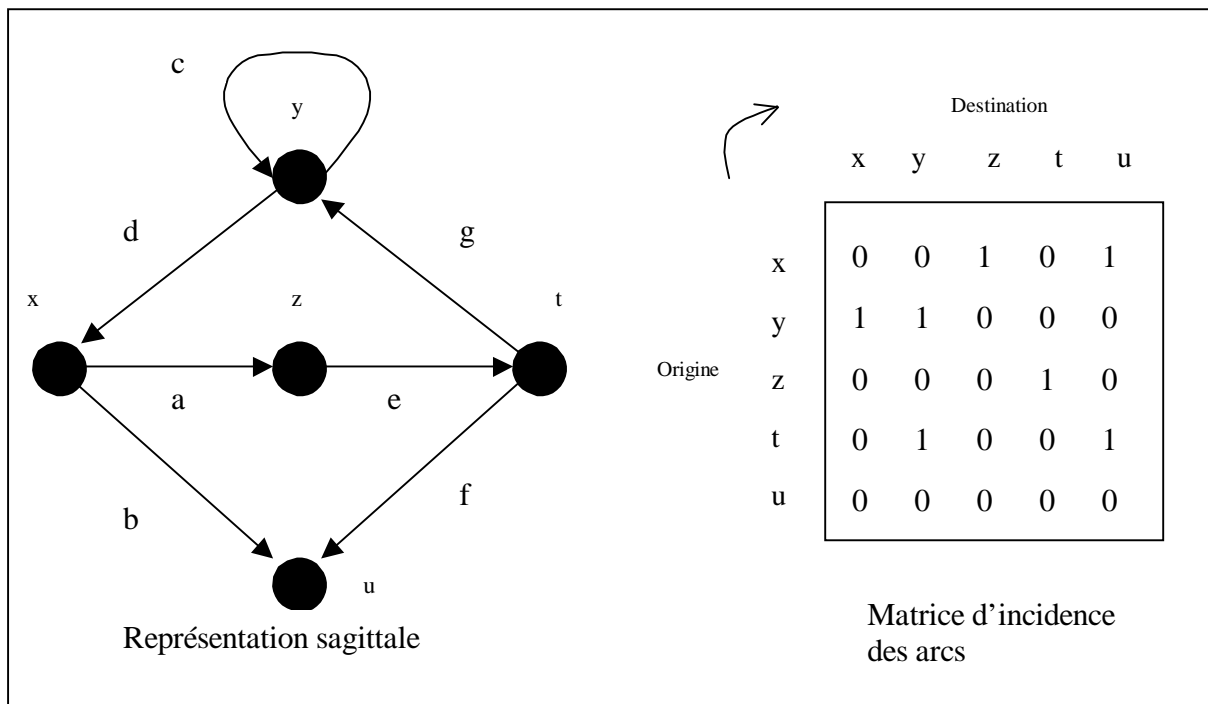 c
y
d
g
x
z
t
a
e
b
f
u
Représentation sagittale
Destination
x y z t u
Origine
x 0 0 1 0 1
y 1 1 0 0 0
z 0 0 0 1 0
t 0 1 0 0 1
u 0 0 0 0 0
Matrice d’incidence
des arcs